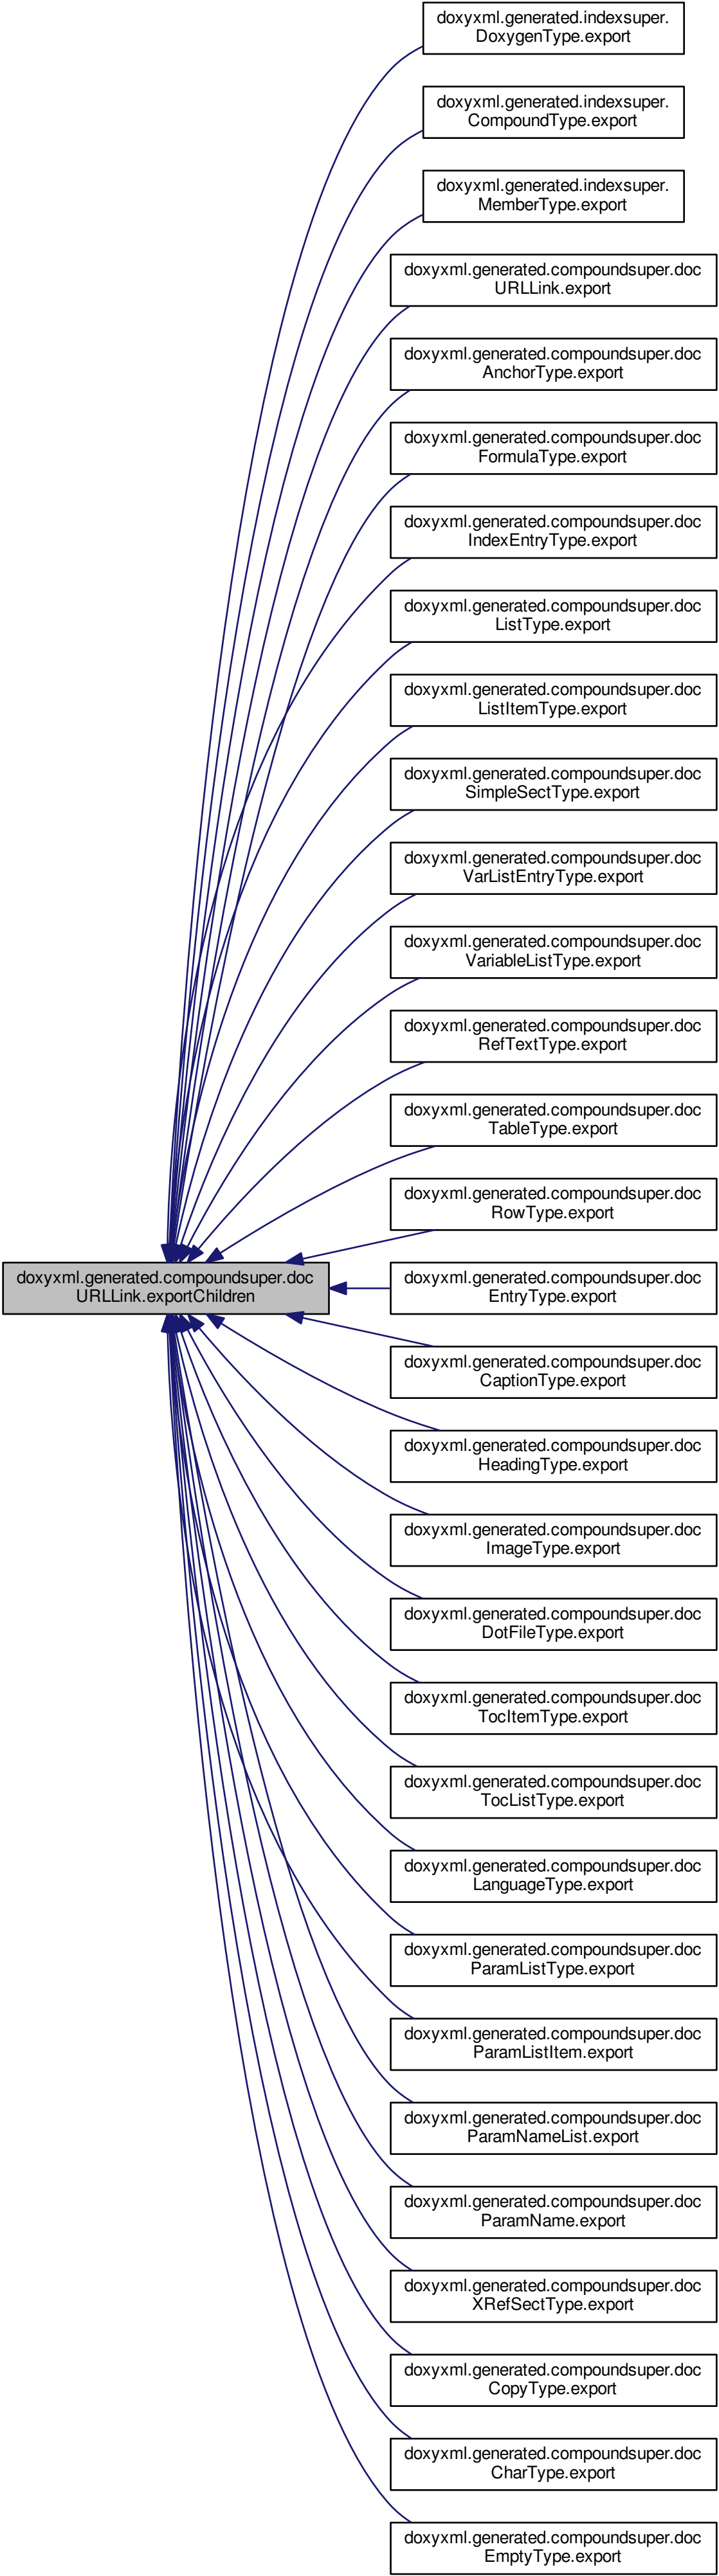 doxyxml.generated.indexsuper.
DoxygenType.export
doxyxml.generated.indexsuper.
CompoundType.export
doxyxml.generated.indexsuper.
MemberType.export
doxyxml.generated.compoundsuper.doc
URLLink.export
doxyxml.generated.compoundsuper.doc
AnchorType.export
doxyxml.generated.compoundsuper.doc
FormulaType.export
doxyxml.generated.compoundsuper.doc
IndexEntryType.export
doxyxml.generated.compoundsuper.doc
ListType.export
doxyxml.generated.compoundsuper.doc
ListItemType.export
doxyxml.generated.compoundsuper.doc
SimpleSectType.export
doxyxml.generated.compoundsuper.doc
VarListEntryType.export
doxyxml.generated.compoundsuper.doc
VariableListType.export
doxyxml.generated.compoundsuper.doc
RefTextType.export
doxyxml.generated.compoundsuper.doc
TableType.export
doxyxml.generated.compoundsuper.doc
RowType.export
doxyxml.generated.compoundsuper.doc
URLLink.exportChildren
doxyxml.generated.compoundsuper.doc
EntryType.export
doxyxml.generated.compoundsuper.doc
CaptionType.export
doxyxml.generated.compoundsuper.doc
HeadingType.export
doxyxml.generated.compoundsuper.doc
ImageType.export
doxyxml.generated.compoundsuper.doc
DotFileType.export
doxyxml.generated.compoundsuper.doc
TocItemType.export
doxyxml.generated.compoundsuper.doc
TocListType.export
doxyxml.generated.compoundsuper.doc
LanguageType.export
doxyxml.generated.compoundsuper.doc
ParamListType.export
doxyxml.generated.compoundsuper.doc
ParamListItem.export
doxyxml.generated.compoundsuper.doc
ParamNameList.export
doxyxml.generated.compoundsuper.doc
ParamName.export
doxyxml.generated.compoundsuper.doc
XRefSectType.export
doxyxml.generated.compoundsuper.doc
CopyType.export
doxyxml.generated.compoundsuper.doc
CharType.export
doxyxml.generated.compoundsuper.doc
EmptyType.export